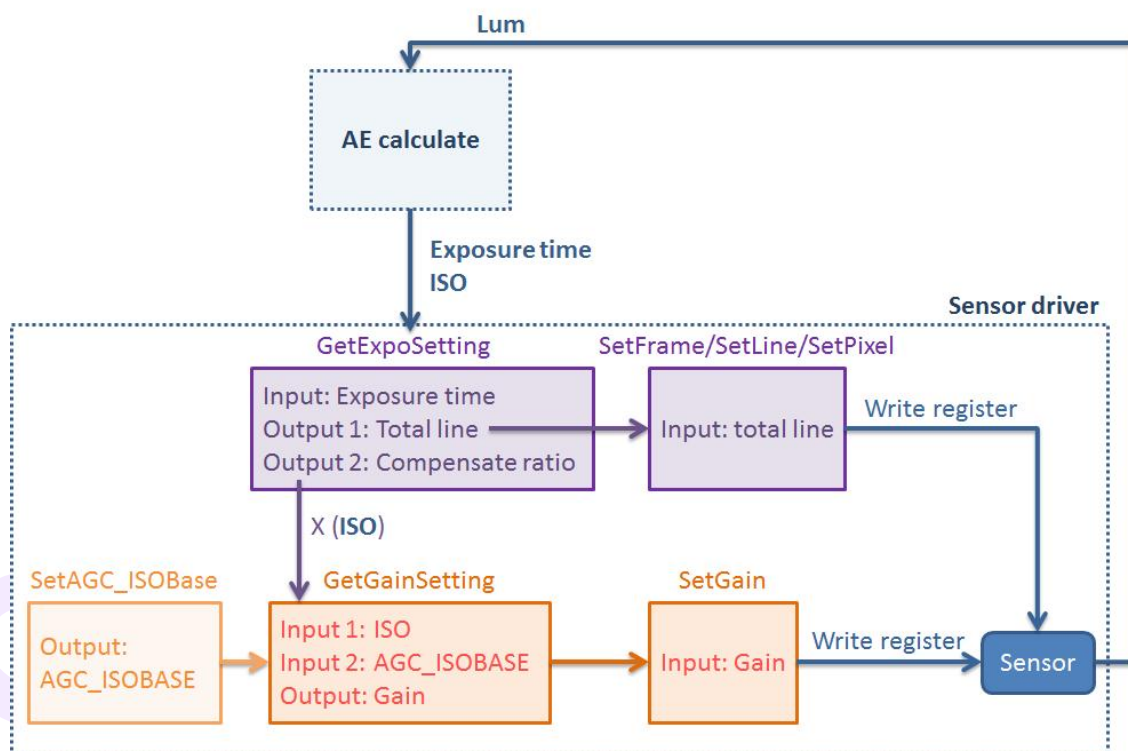 Lum
AE calculate
Exposure time
ISO
Sensor driver
GetExpoSetting
Input: Exposure time
Output 1: Total line
Output 2: Compensate ratio
SetFrame/SetLine/SetPixel
Input: total line
Write register
X (ISO)
SetAGC_ISOBase
Output:
AGC_ISOBASE
GetGainSetting
Input 1: ISO
Input 2: AGC_ISOBASE
Output: Gain
SetGain
Input: Gain
Write register
Sensor